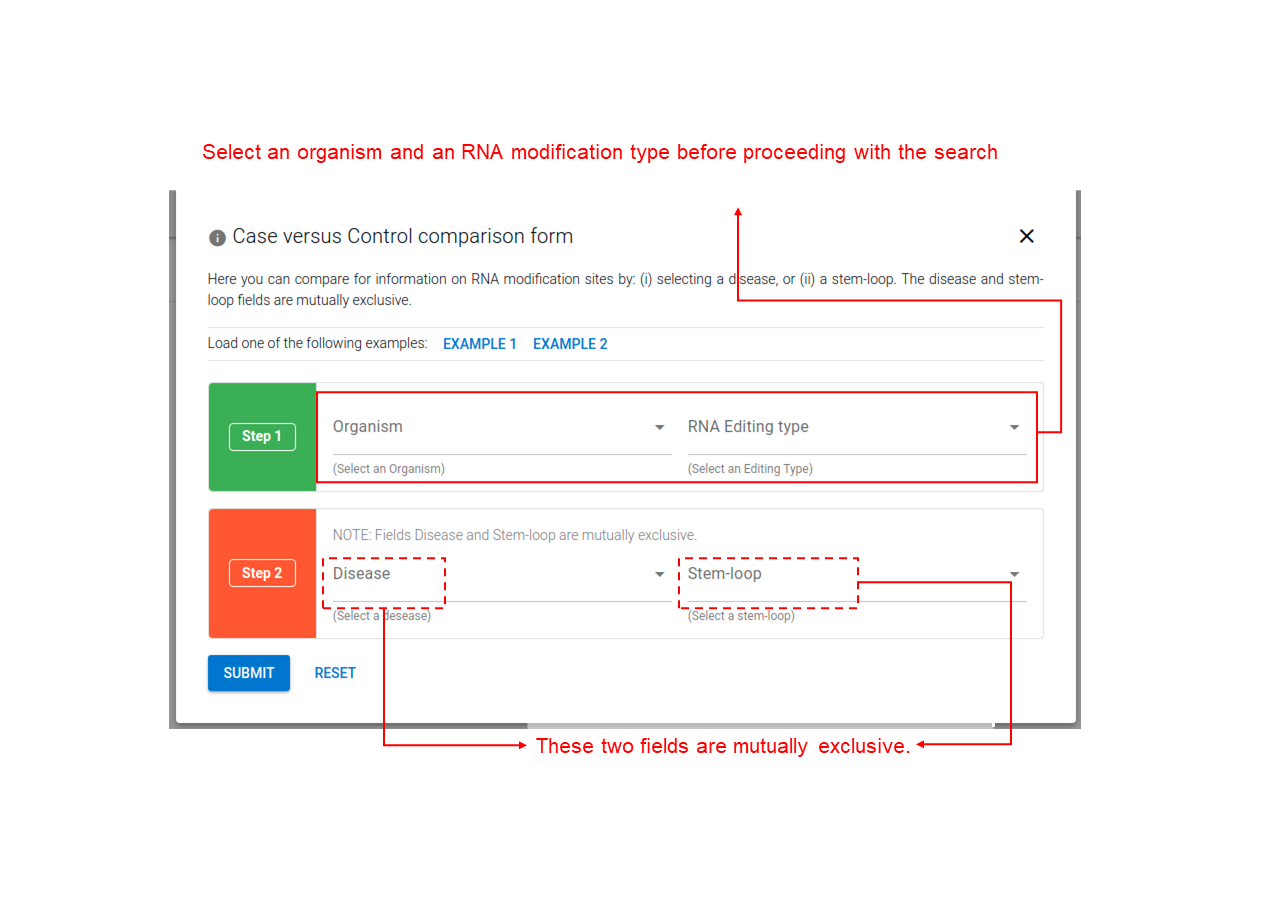 Select an organism and an RNA modification type before proceeding with the search
Case versus Control comparison form
Here you can compare for information on RNA modification sites by: (i) selecting a disease, or (ii) a stem-loop. The disease and stem-
loop fields are mutually exclusive.
Load one of the following examples: EXAMPLE 1 EXAMPLE 2
Step 1
Organism
RNA Editing type
(Select an Organism)
(Select an Editing Type)
NOTE: Fields Disease and Stem-loop are mutually exclusive.
Step 2
Disease
Stem-loop
(Select a desease)
(Select a stem-loop)
SUBMIT RESET
These two fields are mutually exclusive.